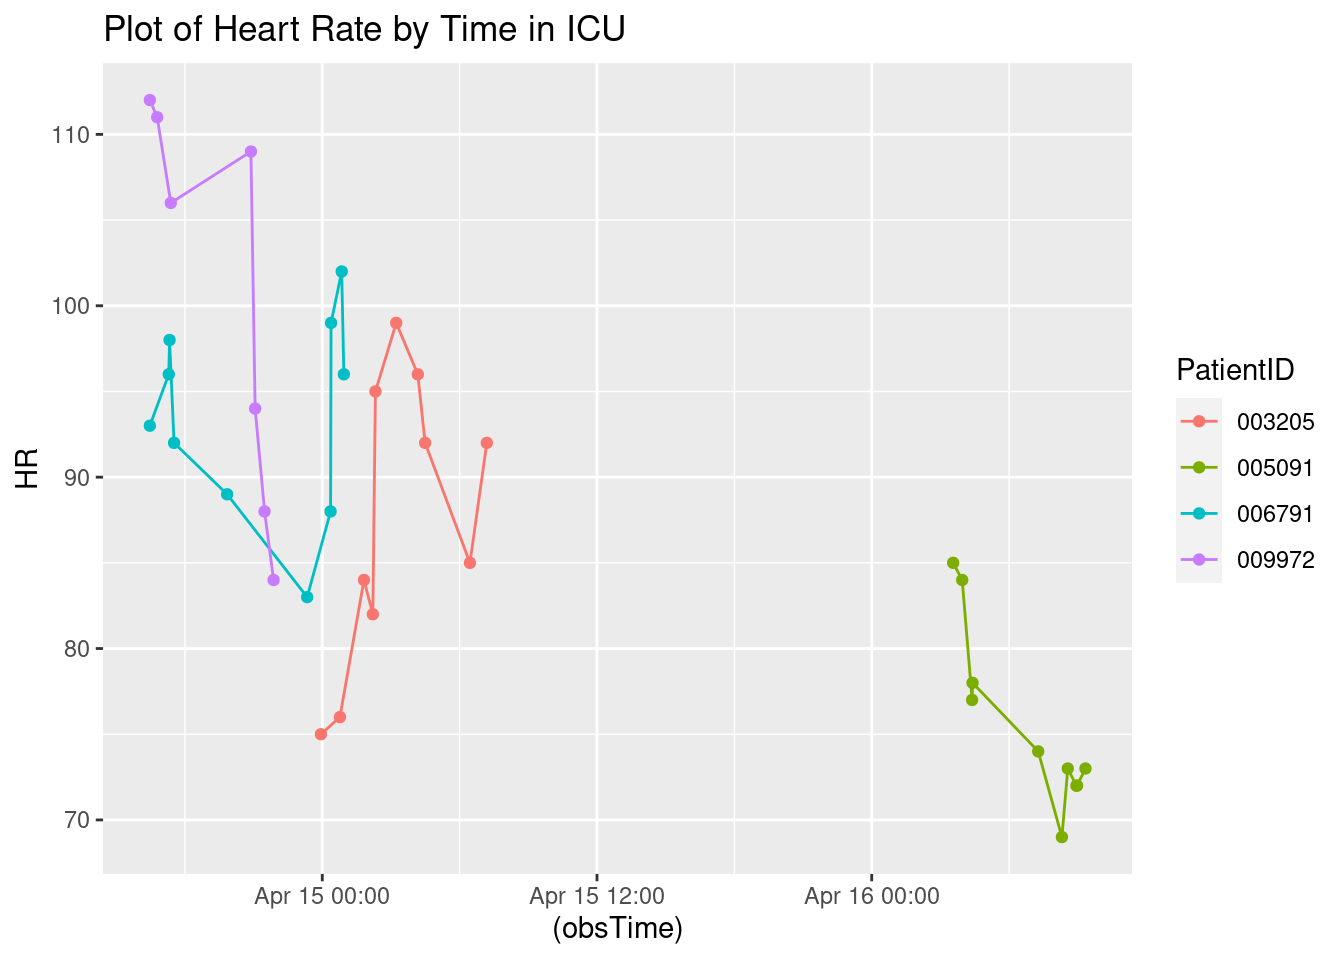 Plot of Heart Rate by Time in ICU
110
100
90
80
70
HR
Apr 15 00:00
Apr 15 12:00
Apr 16 00:00
(obsTime)
PatientID
003205
005091
006791
009972